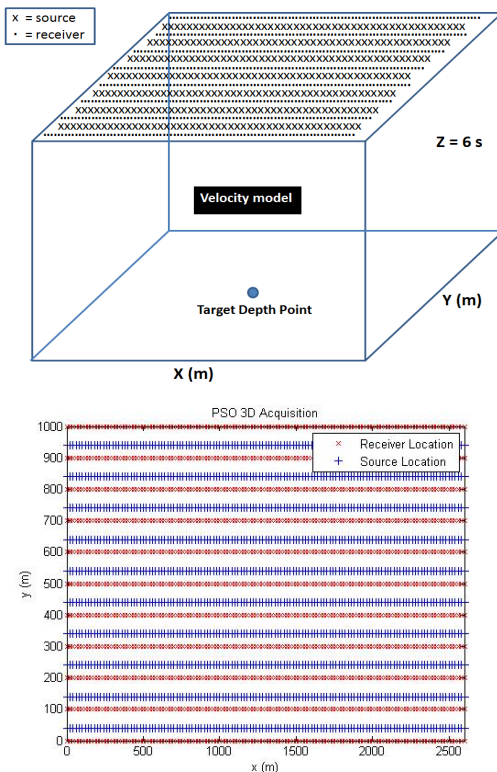 x = source
· = receiver
Z = 6 s
Velocity model
Target Depth Point
Y (m)
X (m)
PSO 3D Acquisition
Receiver Location
Source Location
1000
900
800
700
600
500
400
300
200
100
0
y (m)
0 500 1000 1500 2000 2500
x (m)